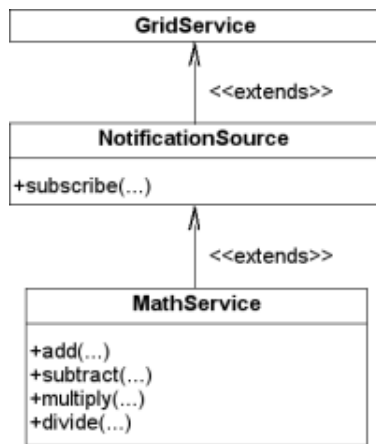 GridService
<<extends>>
NotificationSource
+subscribe(...)
<<extends>>
MathService
+add(...)
+subtract(...)
+multiply(...)
+divide(...)